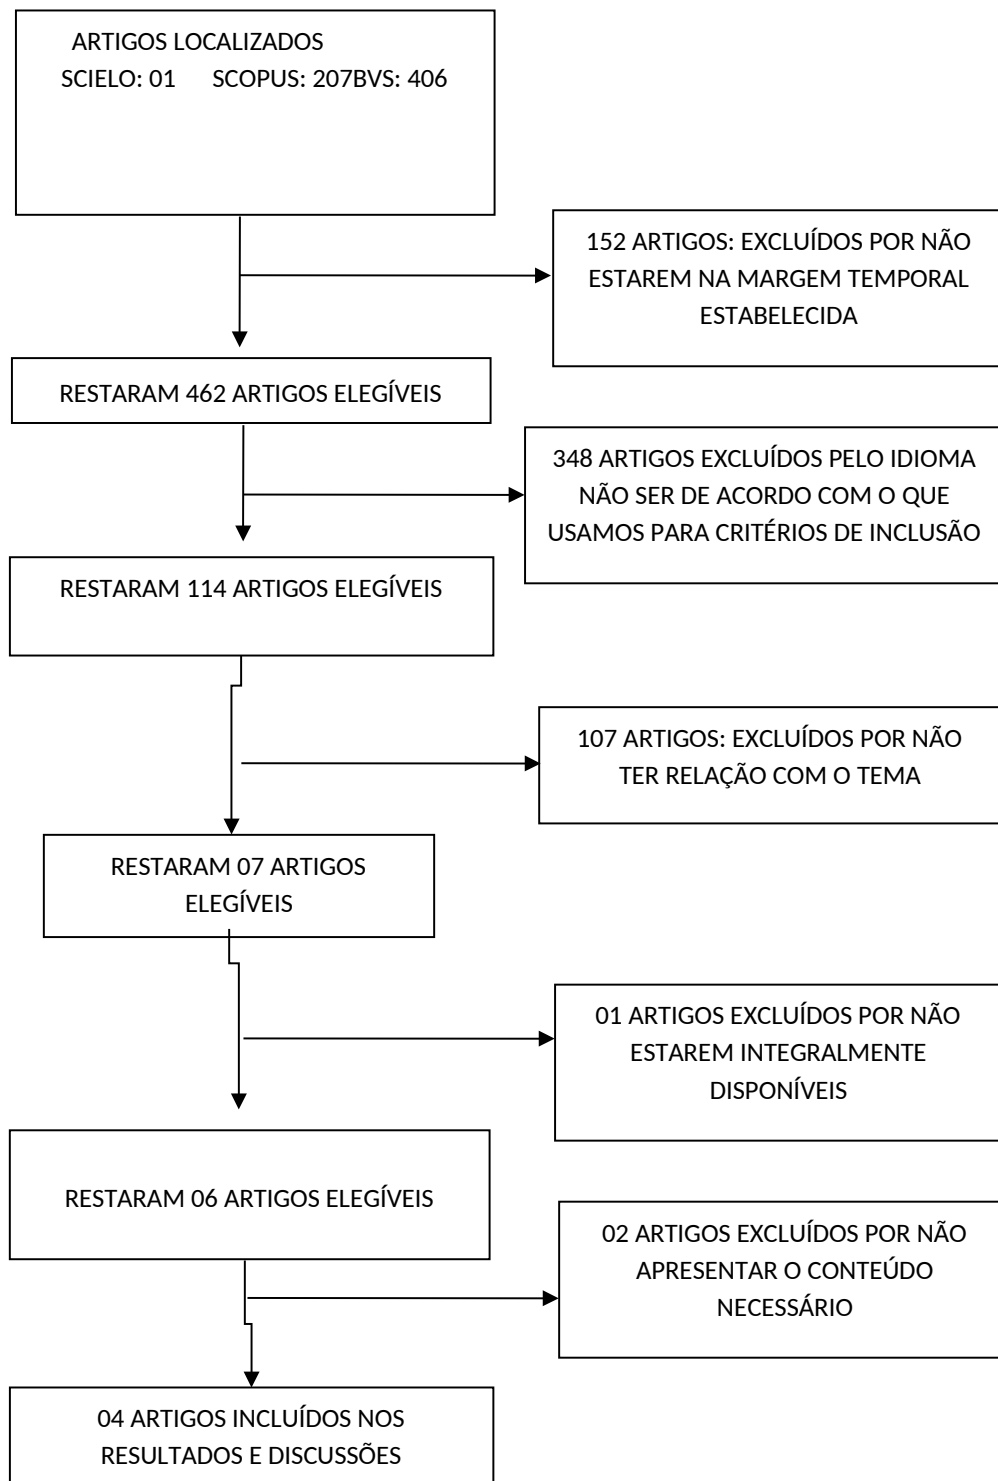 ARTIGOS LOCALIZADOS
SCIELO: 01 SCOPUS: 207BVS: 406
152 ARTIGOS: EXCLUÍDOS POR NÃO
ESTAREM NA MARGEM TEMPORAL
ESTABELECIDA
RESTARAM 462 ARTIGOS ELEGÍVEIS
348 ARTIGOS EXCLUÍDOS PELO IDIOMA
NÃO SER DE ACORDO COM O QUE
USAMOS PARA CRITÉRIOS DE INCLUSÃO
RESTARAM 114 ARTIGOS ELEGÍVEIS
107 ARTIGOS: EXCLUÍDOS POR NÃO
TER RELAÇÃO COM O TEMA
RESTARAM 07 ARTIGOS
ELEGÍVEIS
01 ARTIGOS EXCLUÍDOS POR NÃO
ESTAREM INTEGRALMENTE
DISPONÍVEIS
RESTARAM 06 ARTIGOS ELEGÍVEIS
02 ARTIGOS EXCLUÍDOS POR NÃO
APRESENTAR O CONTEÚDO
NECESSÁRIO
04 ARTIGOS INCLUÍDOS NOS
RESULTADOS E DISCUSSÕES